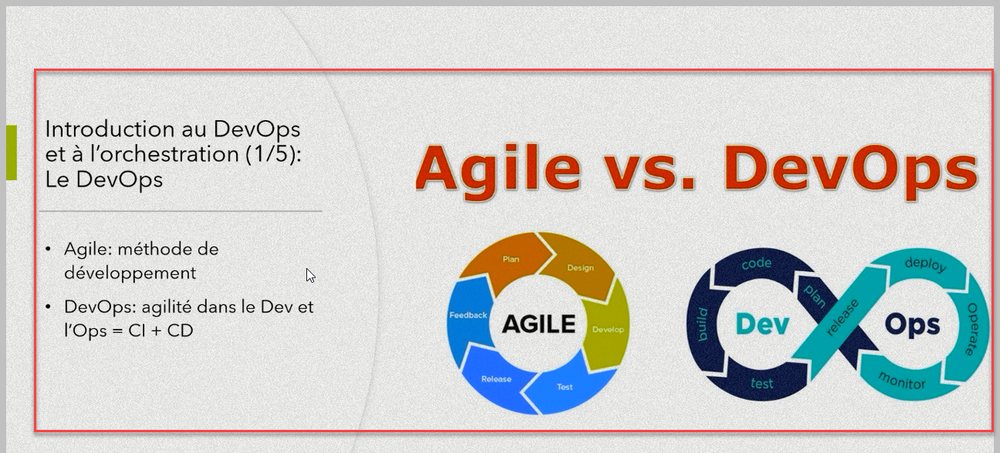 Introduction au DevOps
et à l’orchestration (1/5):
Le DevOps
• Agile: méthode de
développement
• DevOps: agilité dans le Dev et
l’Ops = CI + CD
Agile vs. DevOps
Plan
Design
Develop
Test
Release
Feedback
AGILE
code
plan
build
test
Dev
release
deploy
Operate
monitor
Ops